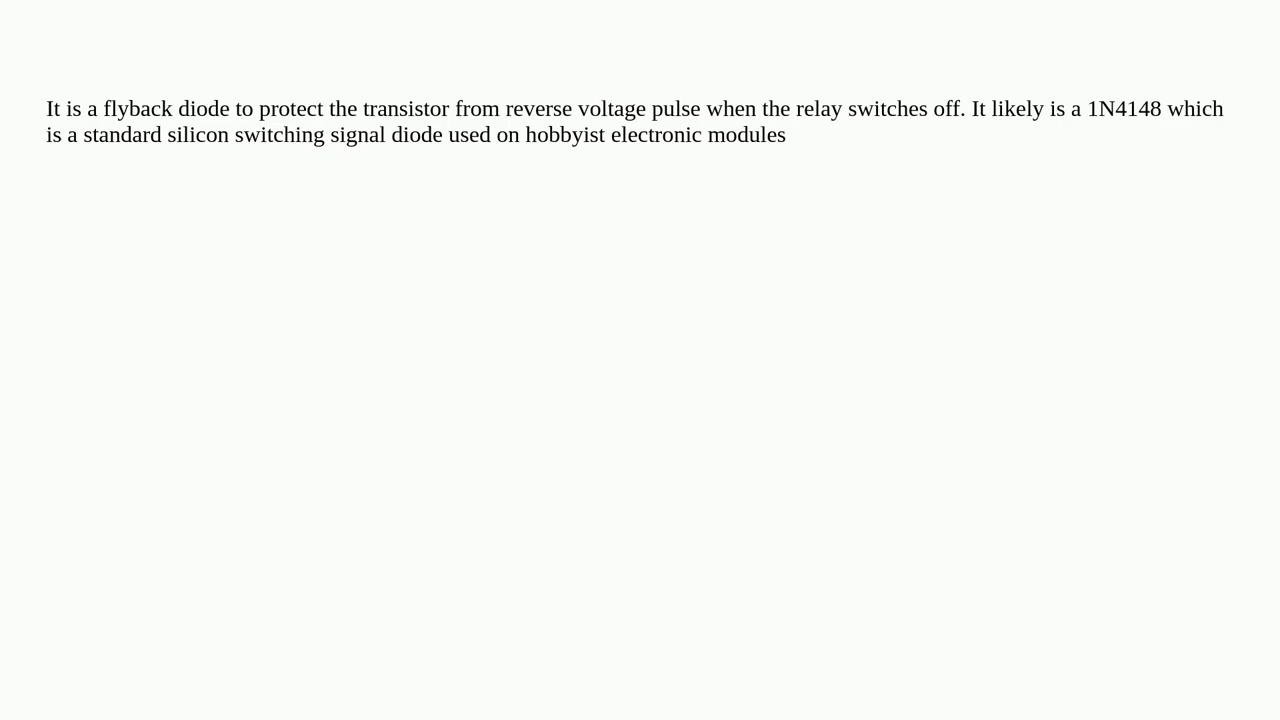 It is a flyback diode to protect the transistor from reverse voltage pulse when the relay switches off. It likely is a 1N4148 which
is a standard silicon switching signal diode used on hobbyist electronic modules